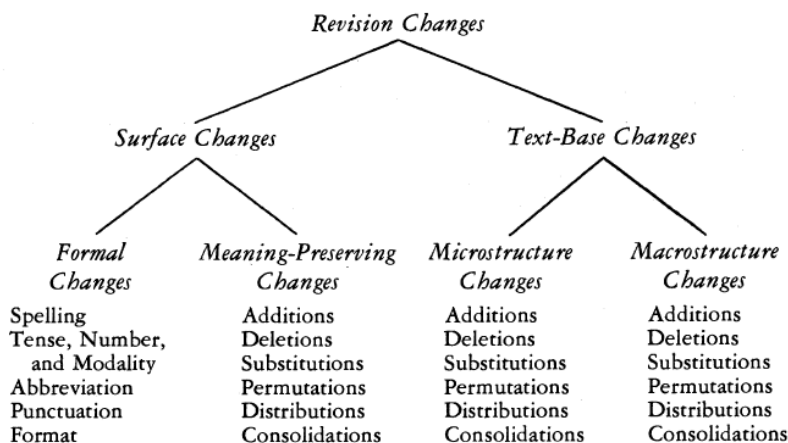 Revision Changes
Surface Changes
Text-Base Changes
Formal
Changes
Meaning-Preserving
Changes
Microstructure
Changes
Macrostructure
Changes
Spelling
Tense, Number,
and Modality
Abbreviation
Punctuation
Format
Additions
Deletions
Substitutions
Permutations
Distributions
Consolidations
Additions
Deletions
Substitutions
Permutations
Distributions
Consolidations
Additions
Deletions
Substitutions
Permutations
Distributions
Consolidations